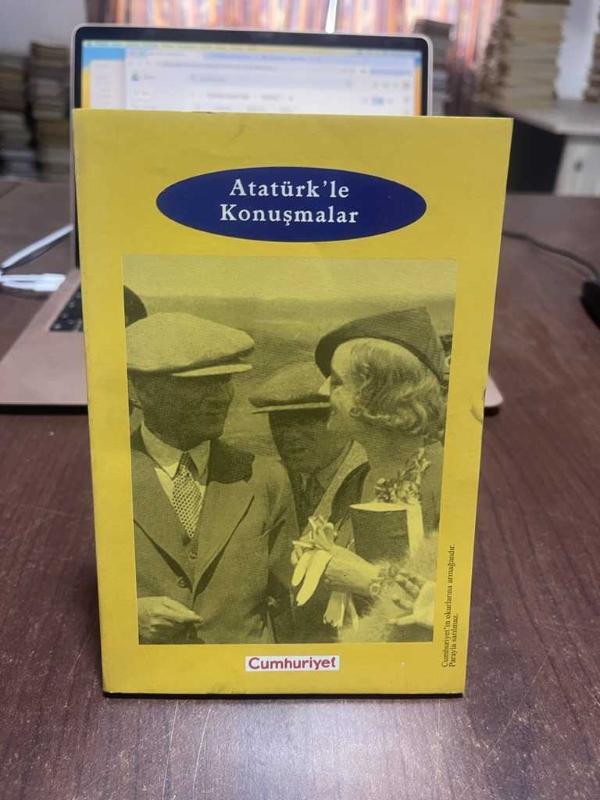 Atatürk'le
Konuşmalar
Cumhuriyet
Cumhuriyet'in okurlarına armağanıdır.
Parayla satılmaz.